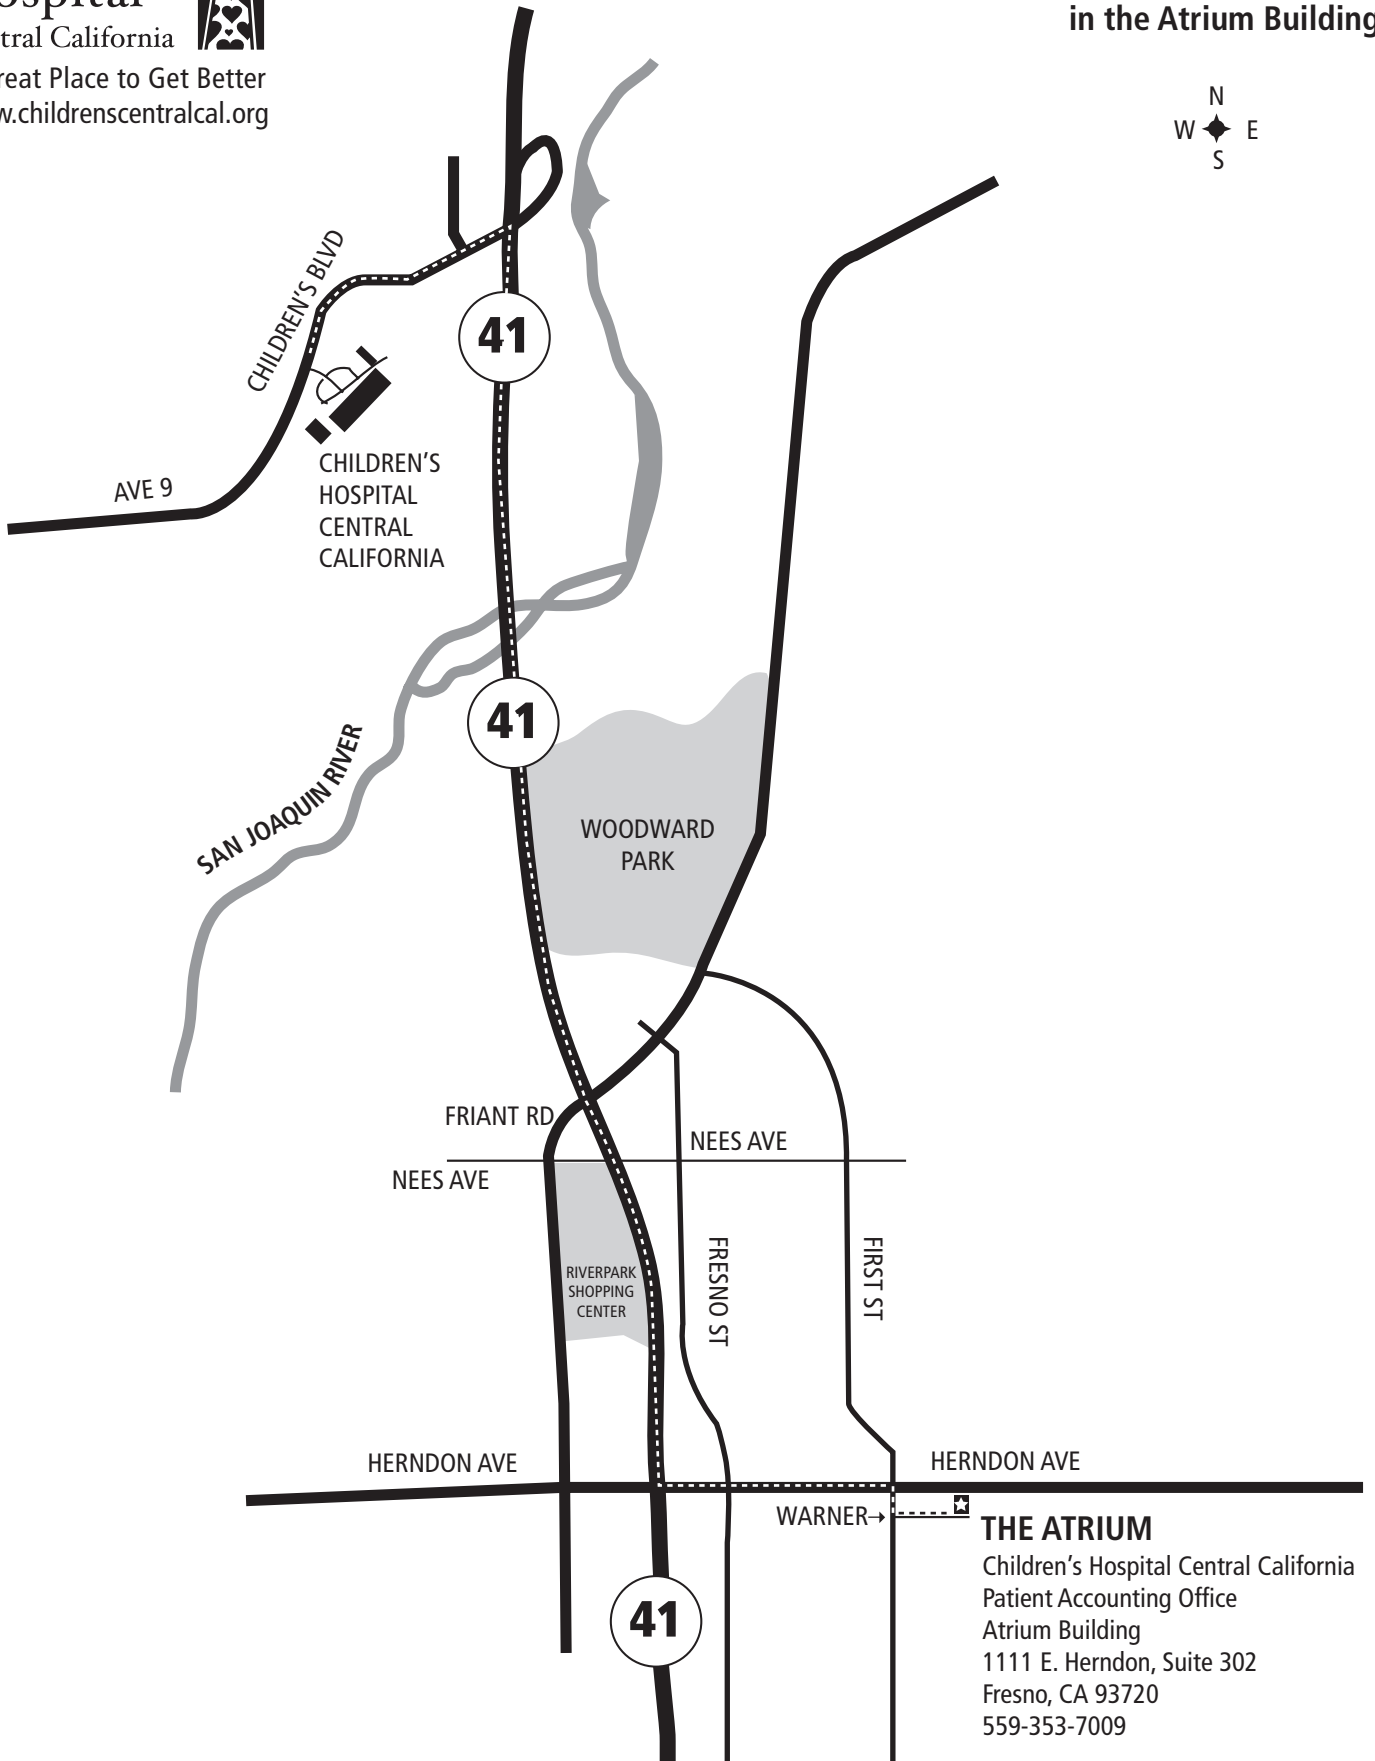 in the Atrium Building
tral California
reat Place to Get Better
w.childrenscentralcal.org
N
W E
S
CHILDREN'S BLVD
41
AVE 9
CHILDREN'S
HOSPITAL
CENTRAL
CALIFORNIA
41
SAN JOAQUIN RIVER
WOODWARD
PARK
FRIANT RD
NEES AVE
NEES AVE
RIVERPARK
SHOPPING
CENTER
FRESNO ST
FIRST ST
HERNDON AVE
HERNDON AVE
WARNER→
THE ATRIUM
Children's Hospital Central California
Patient Accounting Office
Atrium Building
1111 E. Herndon, Suite 302
Fresno, CA 93720
559-353-7009
41